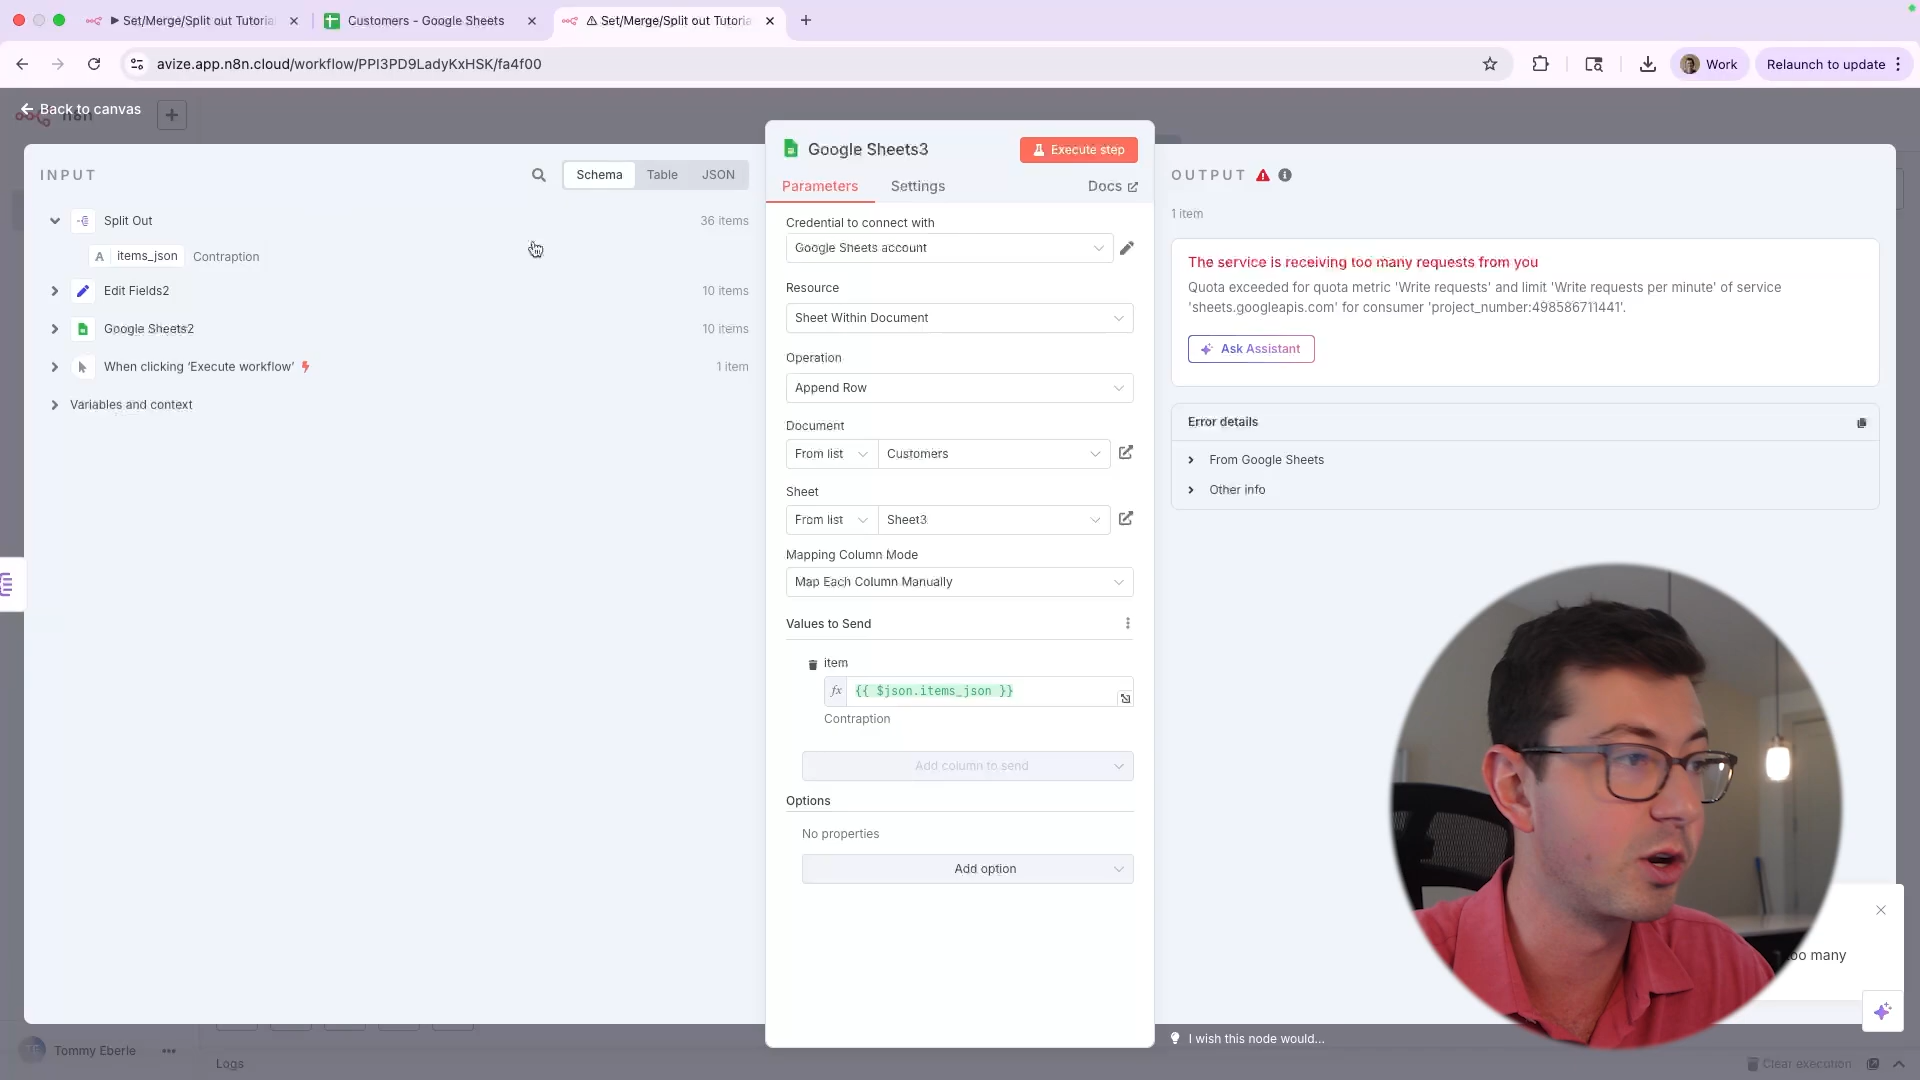 Set/Merge/Split out Tutoria
Customers - Google Sheets
Set/Merge/Split out Tutoria
avize.app.n8n.cloud/workflow/PPI3PD9LadyKxHSK/fa4f00
Work
Relaunch to update
Back to canvas
n8n
INPUT
Schema
Table
JSON
Split Out
36 items
A items_json
Contraption
Edit Fields2
10 items
Google Sheets2
10 items
When clicking ‘Execute workflow’
1 item
Variables and context
Google Sheets3
Execute step
Parameters
Settings
Docs
Credential to connect with
Google Sheets account
Resource
Sheet Within Document
Operation
Append Row
Document
From list
Customers
Sheet
From list
Sheet3
Mapping Column Mode
Map Each Column Manually
Values to Send
item
fx {{ $json.items_json }}
Contraption
Add column to send
Options
No properties
Add option
OUTPUT
1 item
The service is receiving too many requests from you
Quota exceeded for quota metric 'Write requests' and limit 'Write requests per minute' of service
'sheets.googleapis.com' for consumer 'project_number:498586711441'.
Ask Assistant
Error details
From Google Sheets
Other info
too many
I wish this node would...
Tommy Eberle
Logs
Clear execution